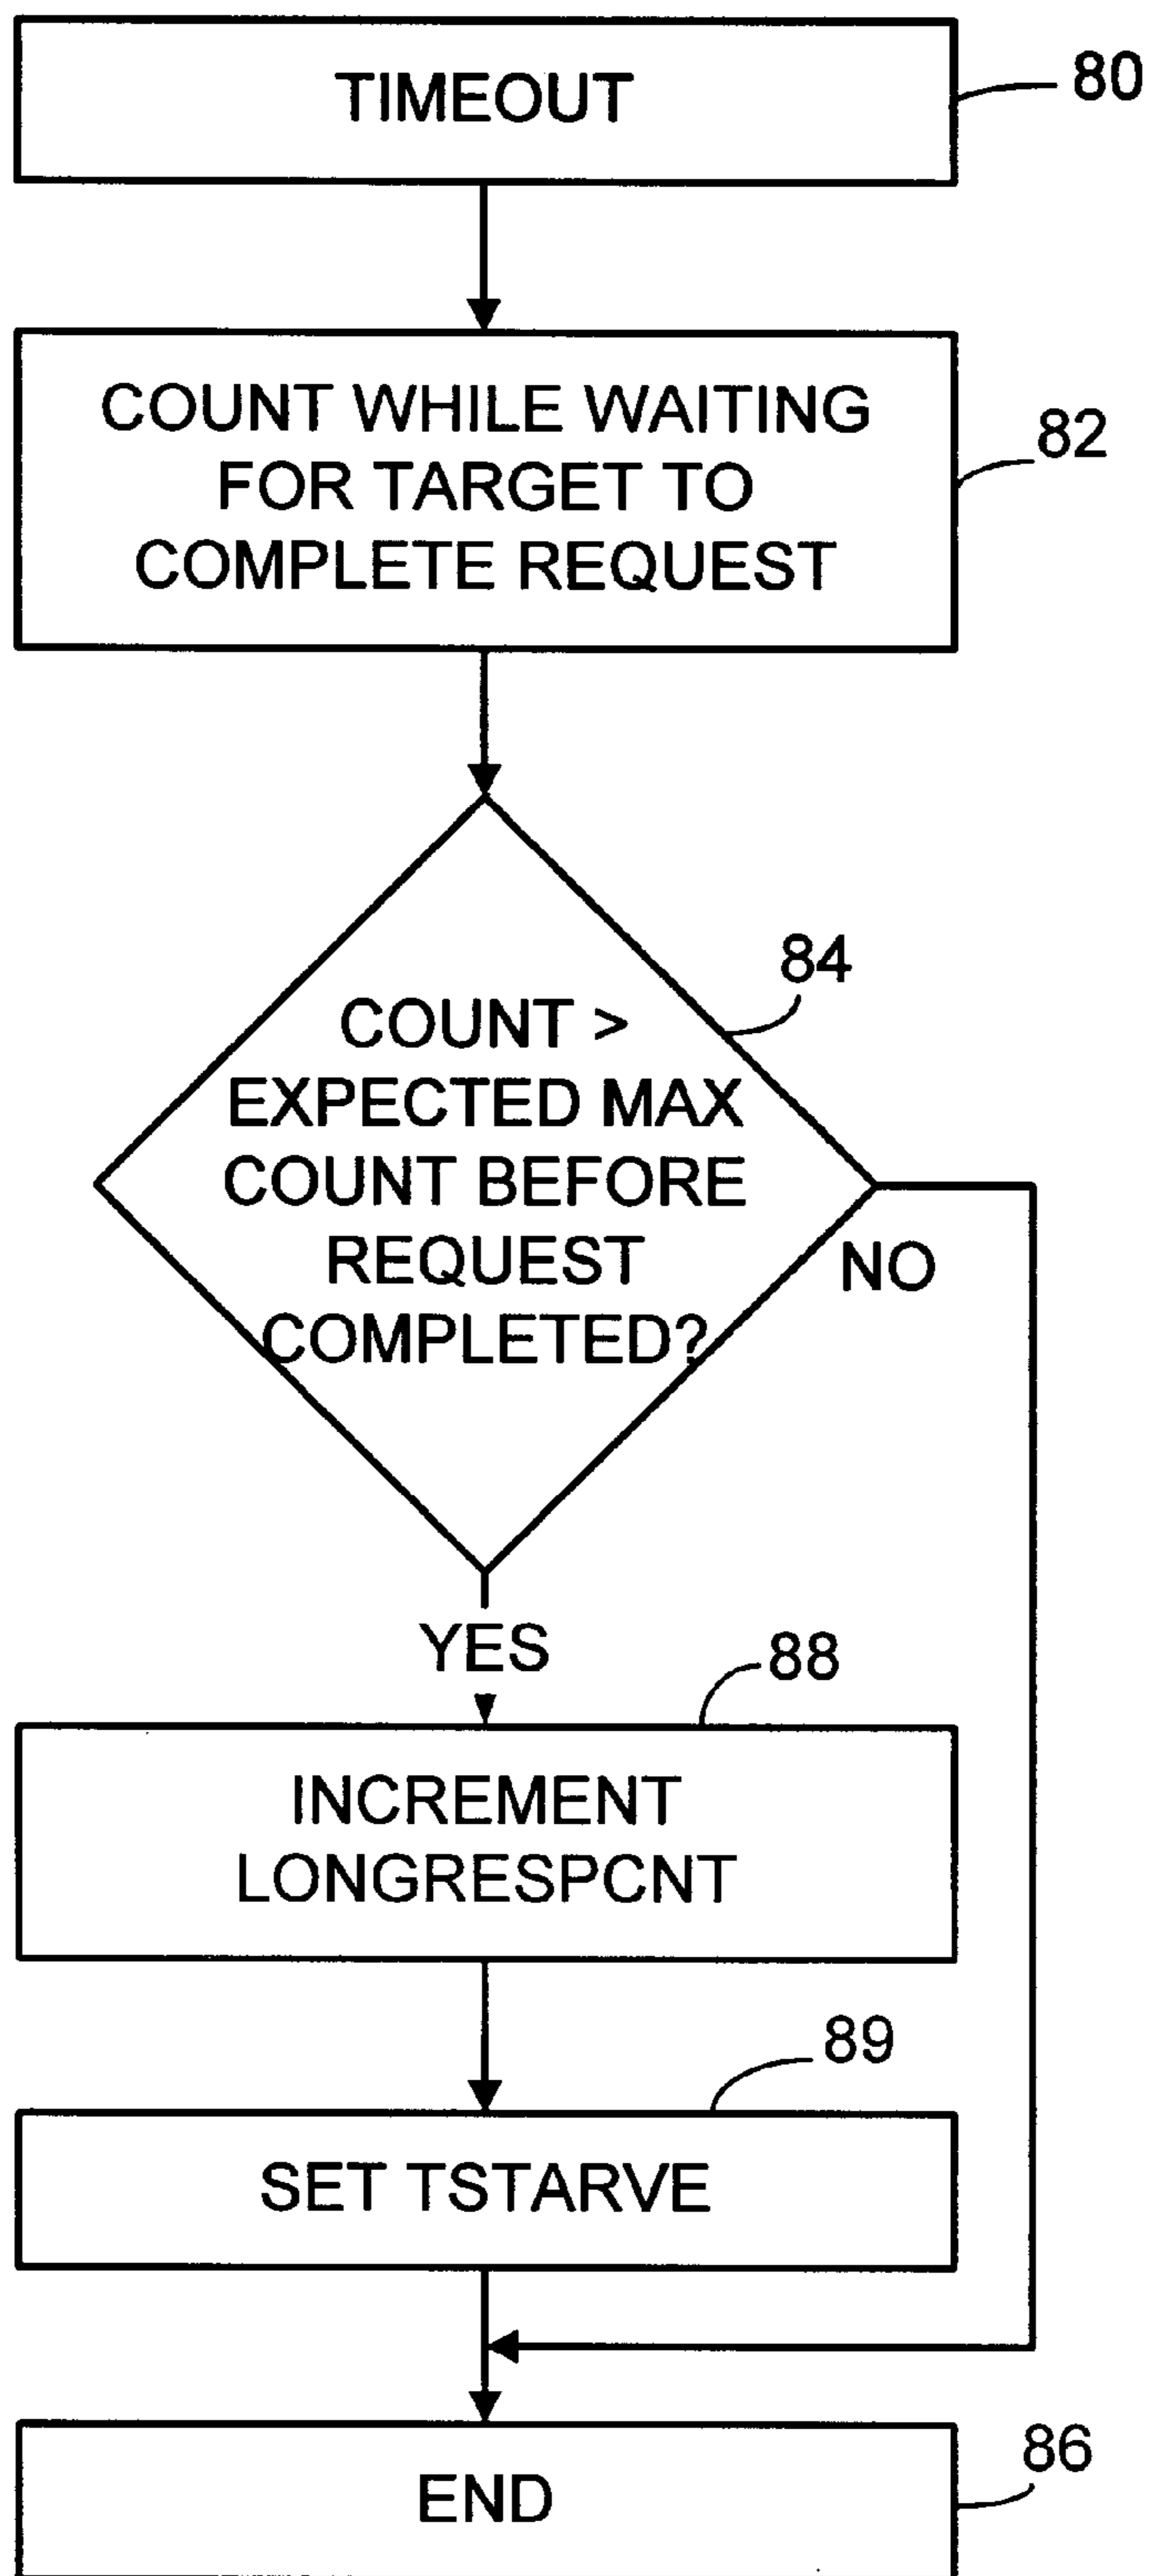 TIMEOUT
80
COUNT WHILE WAITING
FOR TARGET TO
COMPLETE REQUEST
82
84
COUNT >
EXPECTED MAX
COUNT BEFORE
REQUEST
COMPLETED?
NO
YES
88
INCREMENT
LONGRESPCNT
89
SET TSTARVE
END
86